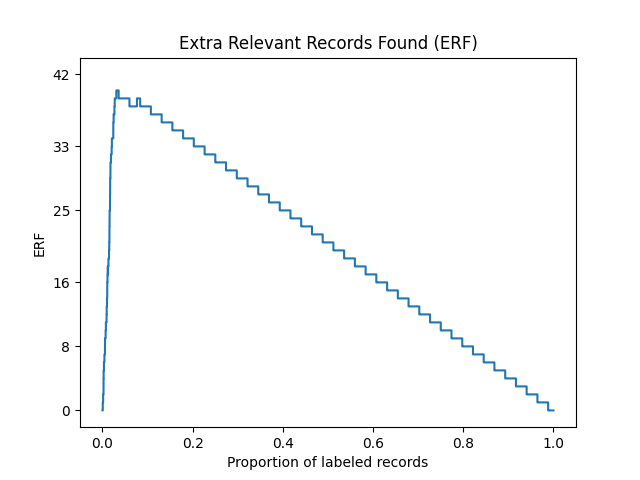 Extra Relevant Records Found (ERF)
42
33
25
16
8
0
ERF
0.0 0.2 0.4 0.6 0.8 1.0
Proportion of labeled records